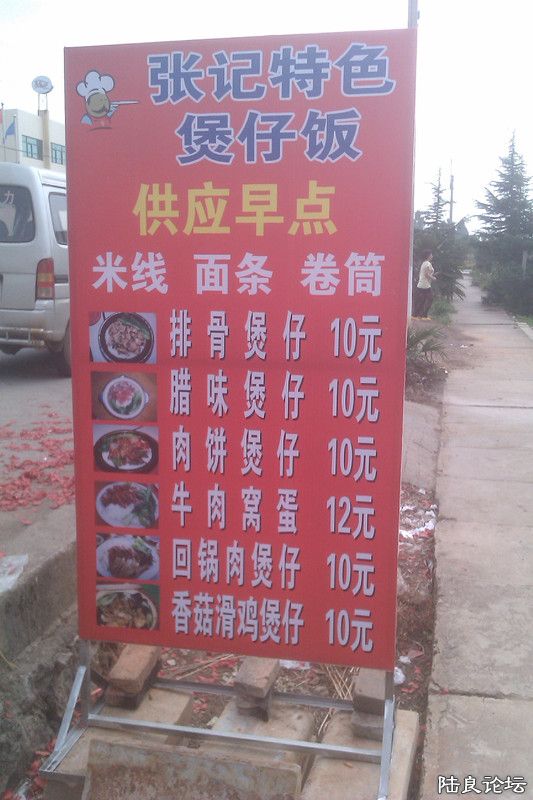 张记特色
煲仔饭
供应早点
米线 面条 卷筒
排骨煲仔 10元
腊味煲仔 10元
肉饼煲仔 10元
牛肉窝蛋 12元
回锅肉煲仔 10元
香菇滑鸡煲仔 10元
陆良论坛